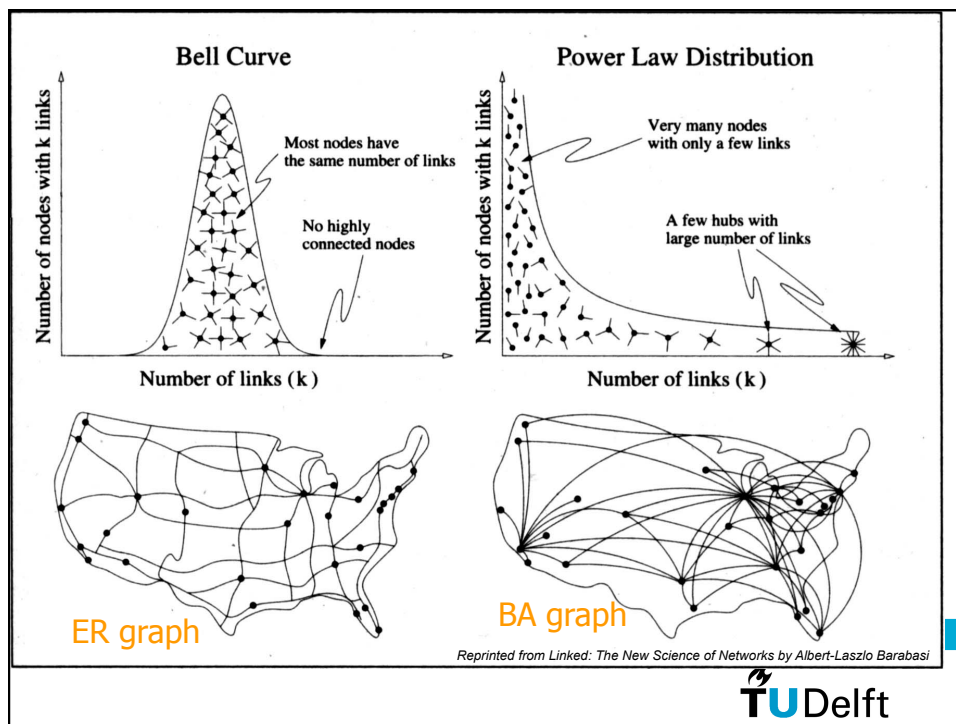 Bell Curve
Number of nodes with k links
Most nodes have
the same number of links
No highly
connected nodes
Number of links (k)
Power Law Distribution
Number of nodes with k links
Very many nodes
with only a few links
A few hubs with
large number of links
Number of links (k)
ER graph
BA graph
Reprinted from Linked: The New Science of Networks by Albert-Laszlo Barabasi
TU Delft